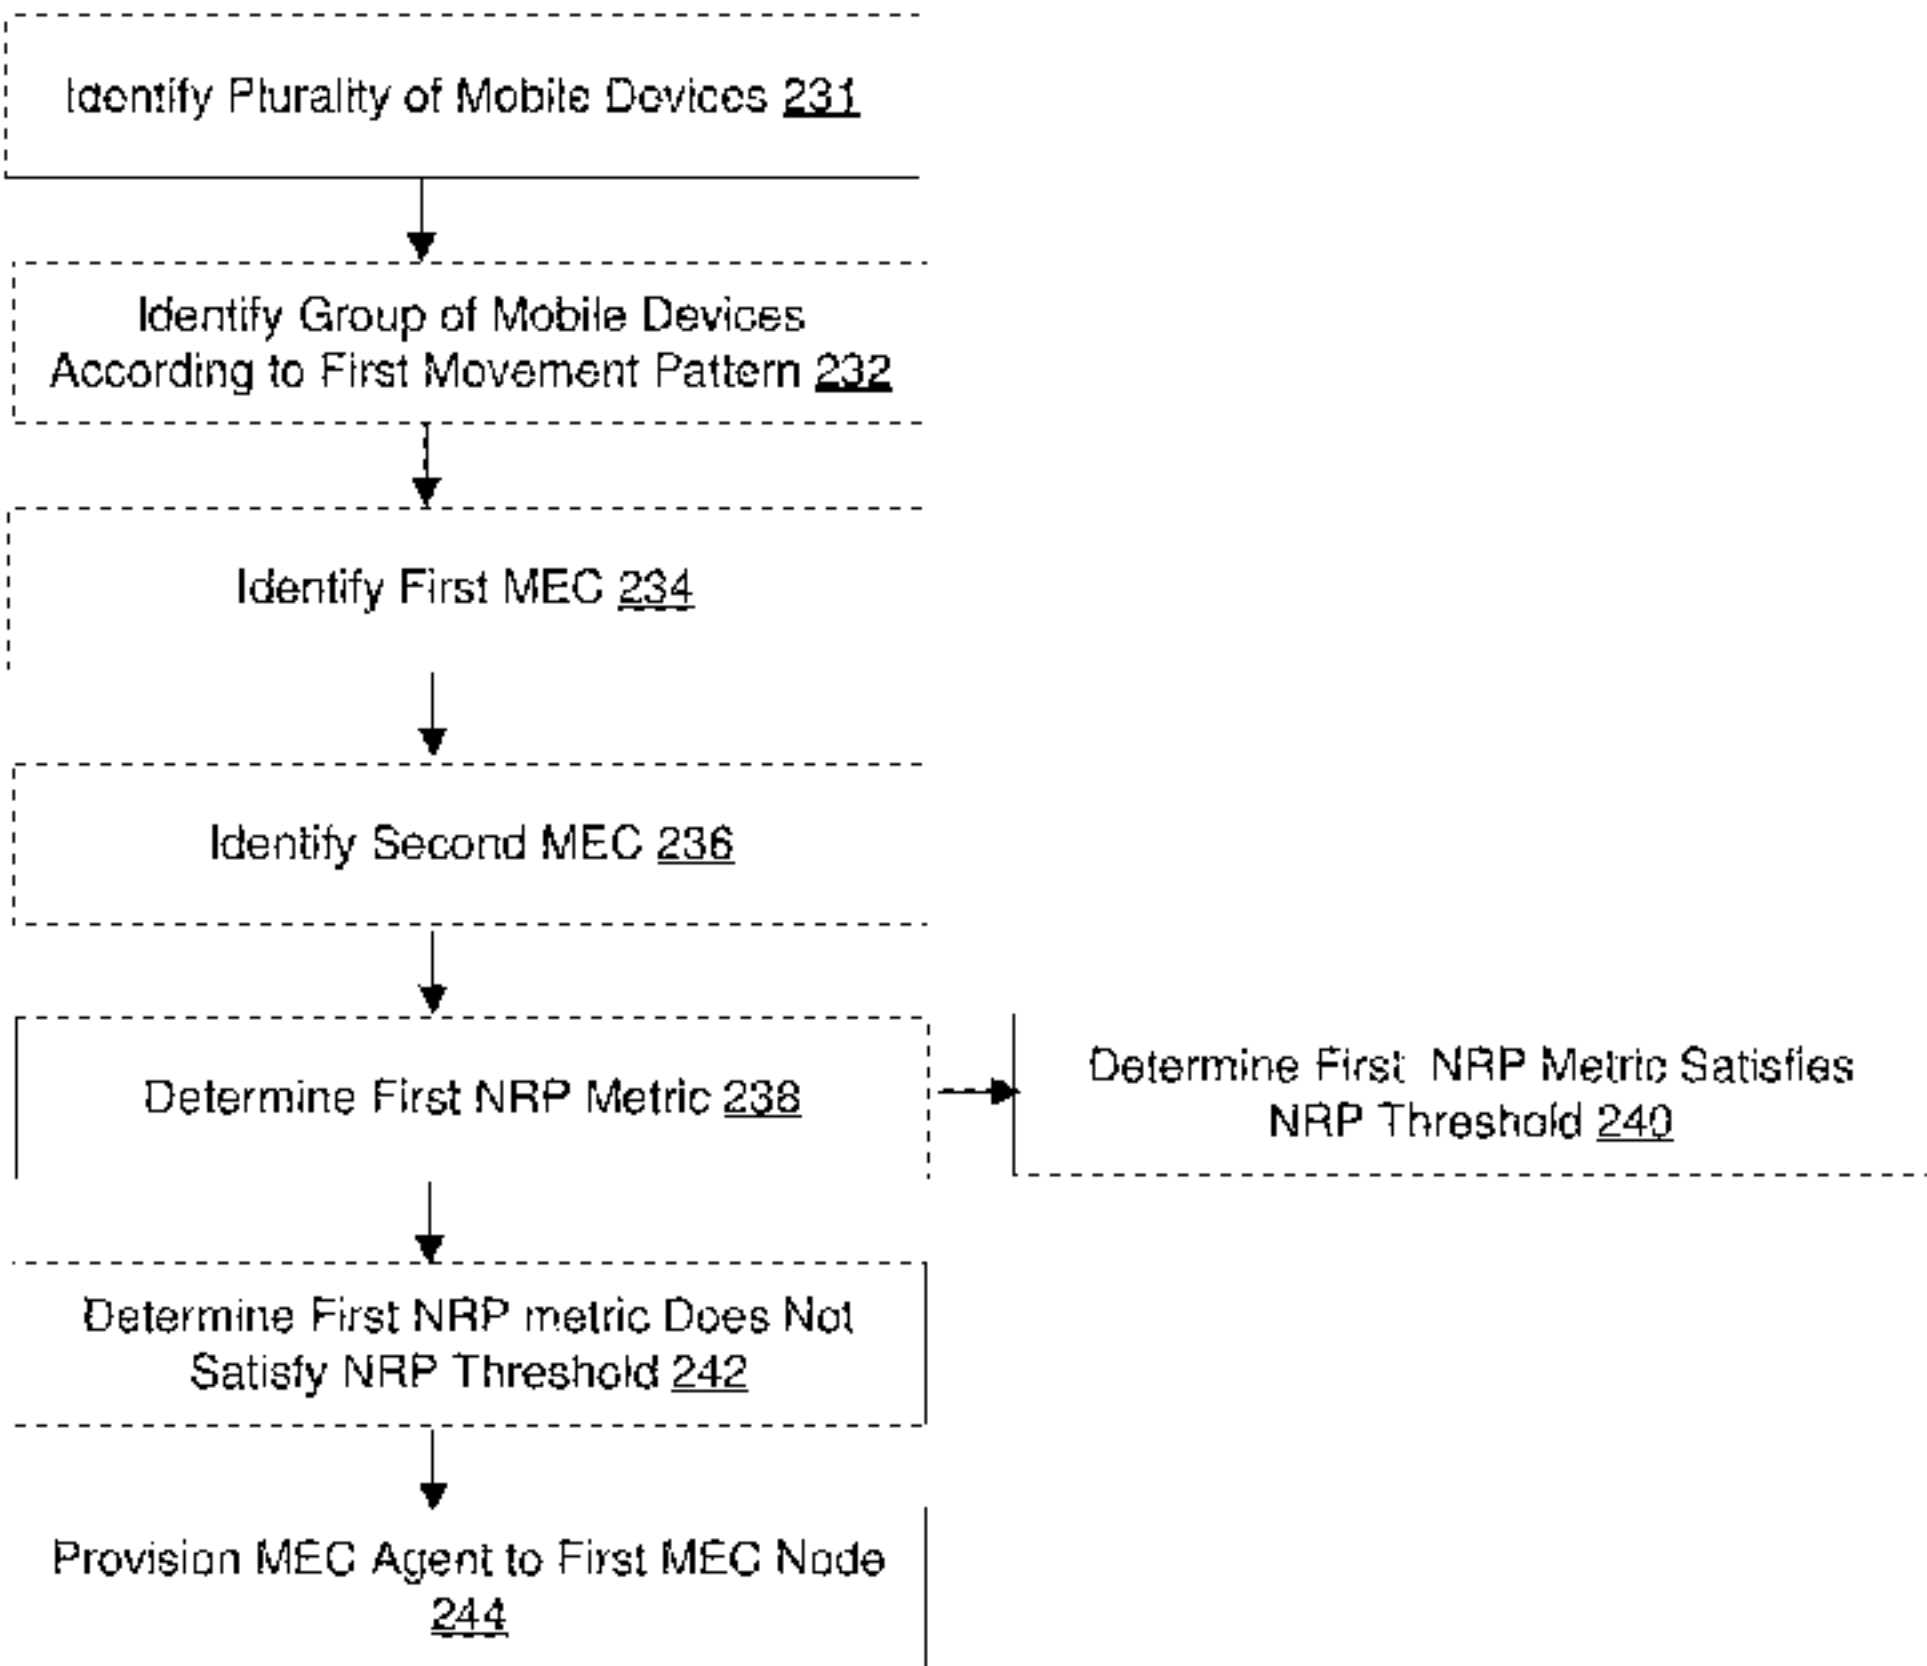 Identify Plurality of Mobile Devices 231
Identify Group of Mobile Devices
According to First Movement Pattern 232
Identify First MEC 234
Identify Second MEC 236
Determine First NRP Metric 238
Determine First NRP Metric Satisfies
NRP Threshold 240
Determine First NRP metric Does Not
Satisfy NRP Threshold 242
Provision MEC Agent to First MEC Node
244